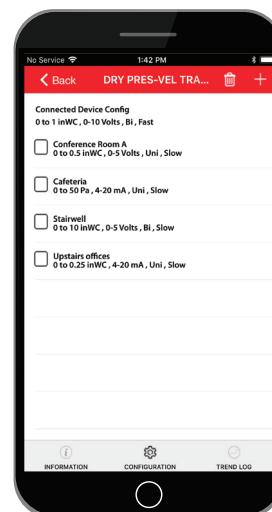 No Service 1:42 PM
Back DRY PRES-VEL TRA... +
Connected Device Config
0 to 1 inWC , 0-10 Volts , Bi , Fast
Conference Room A
0 to 0.5 inWC , 0-5 Volts , Uni , Slow
Cafeteria
0 to 50 Pa , 4-20 mA , Uni , Slow
Stairwell
0 to 10 inWC , 0-5 Volts , Bi , Slow
Upstairs offices
0 to 0.25 inWC , 4-20 mA , Uni , Slow
INFORMATION CONFIGURATION TREND LOG